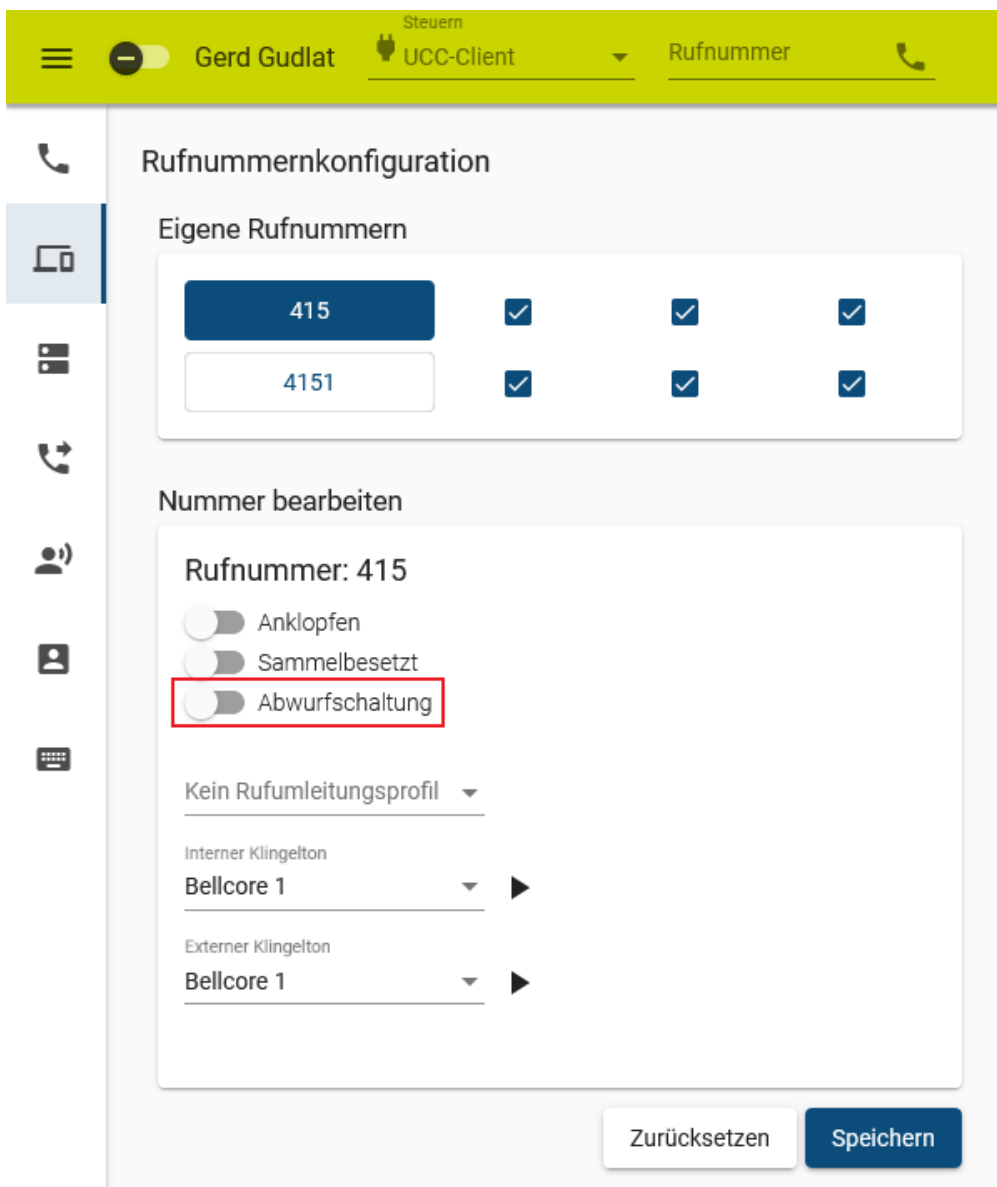 Steuern
Gerd Gudlat
UCC-Client
Rufnummer
Rufnummernkonfiguration
Eigene Rufnummern
415
4151
Nummer bearbeiten
Rufnummer: 415
Anklopfen
Sammelbesetzt
Abwurfschaltung
Kein Rufumleitungsprofil
Interner Klingelton
Bellcore 1
Externer Klingelton
Bellcore 1
Zurücksetzen
Speichern